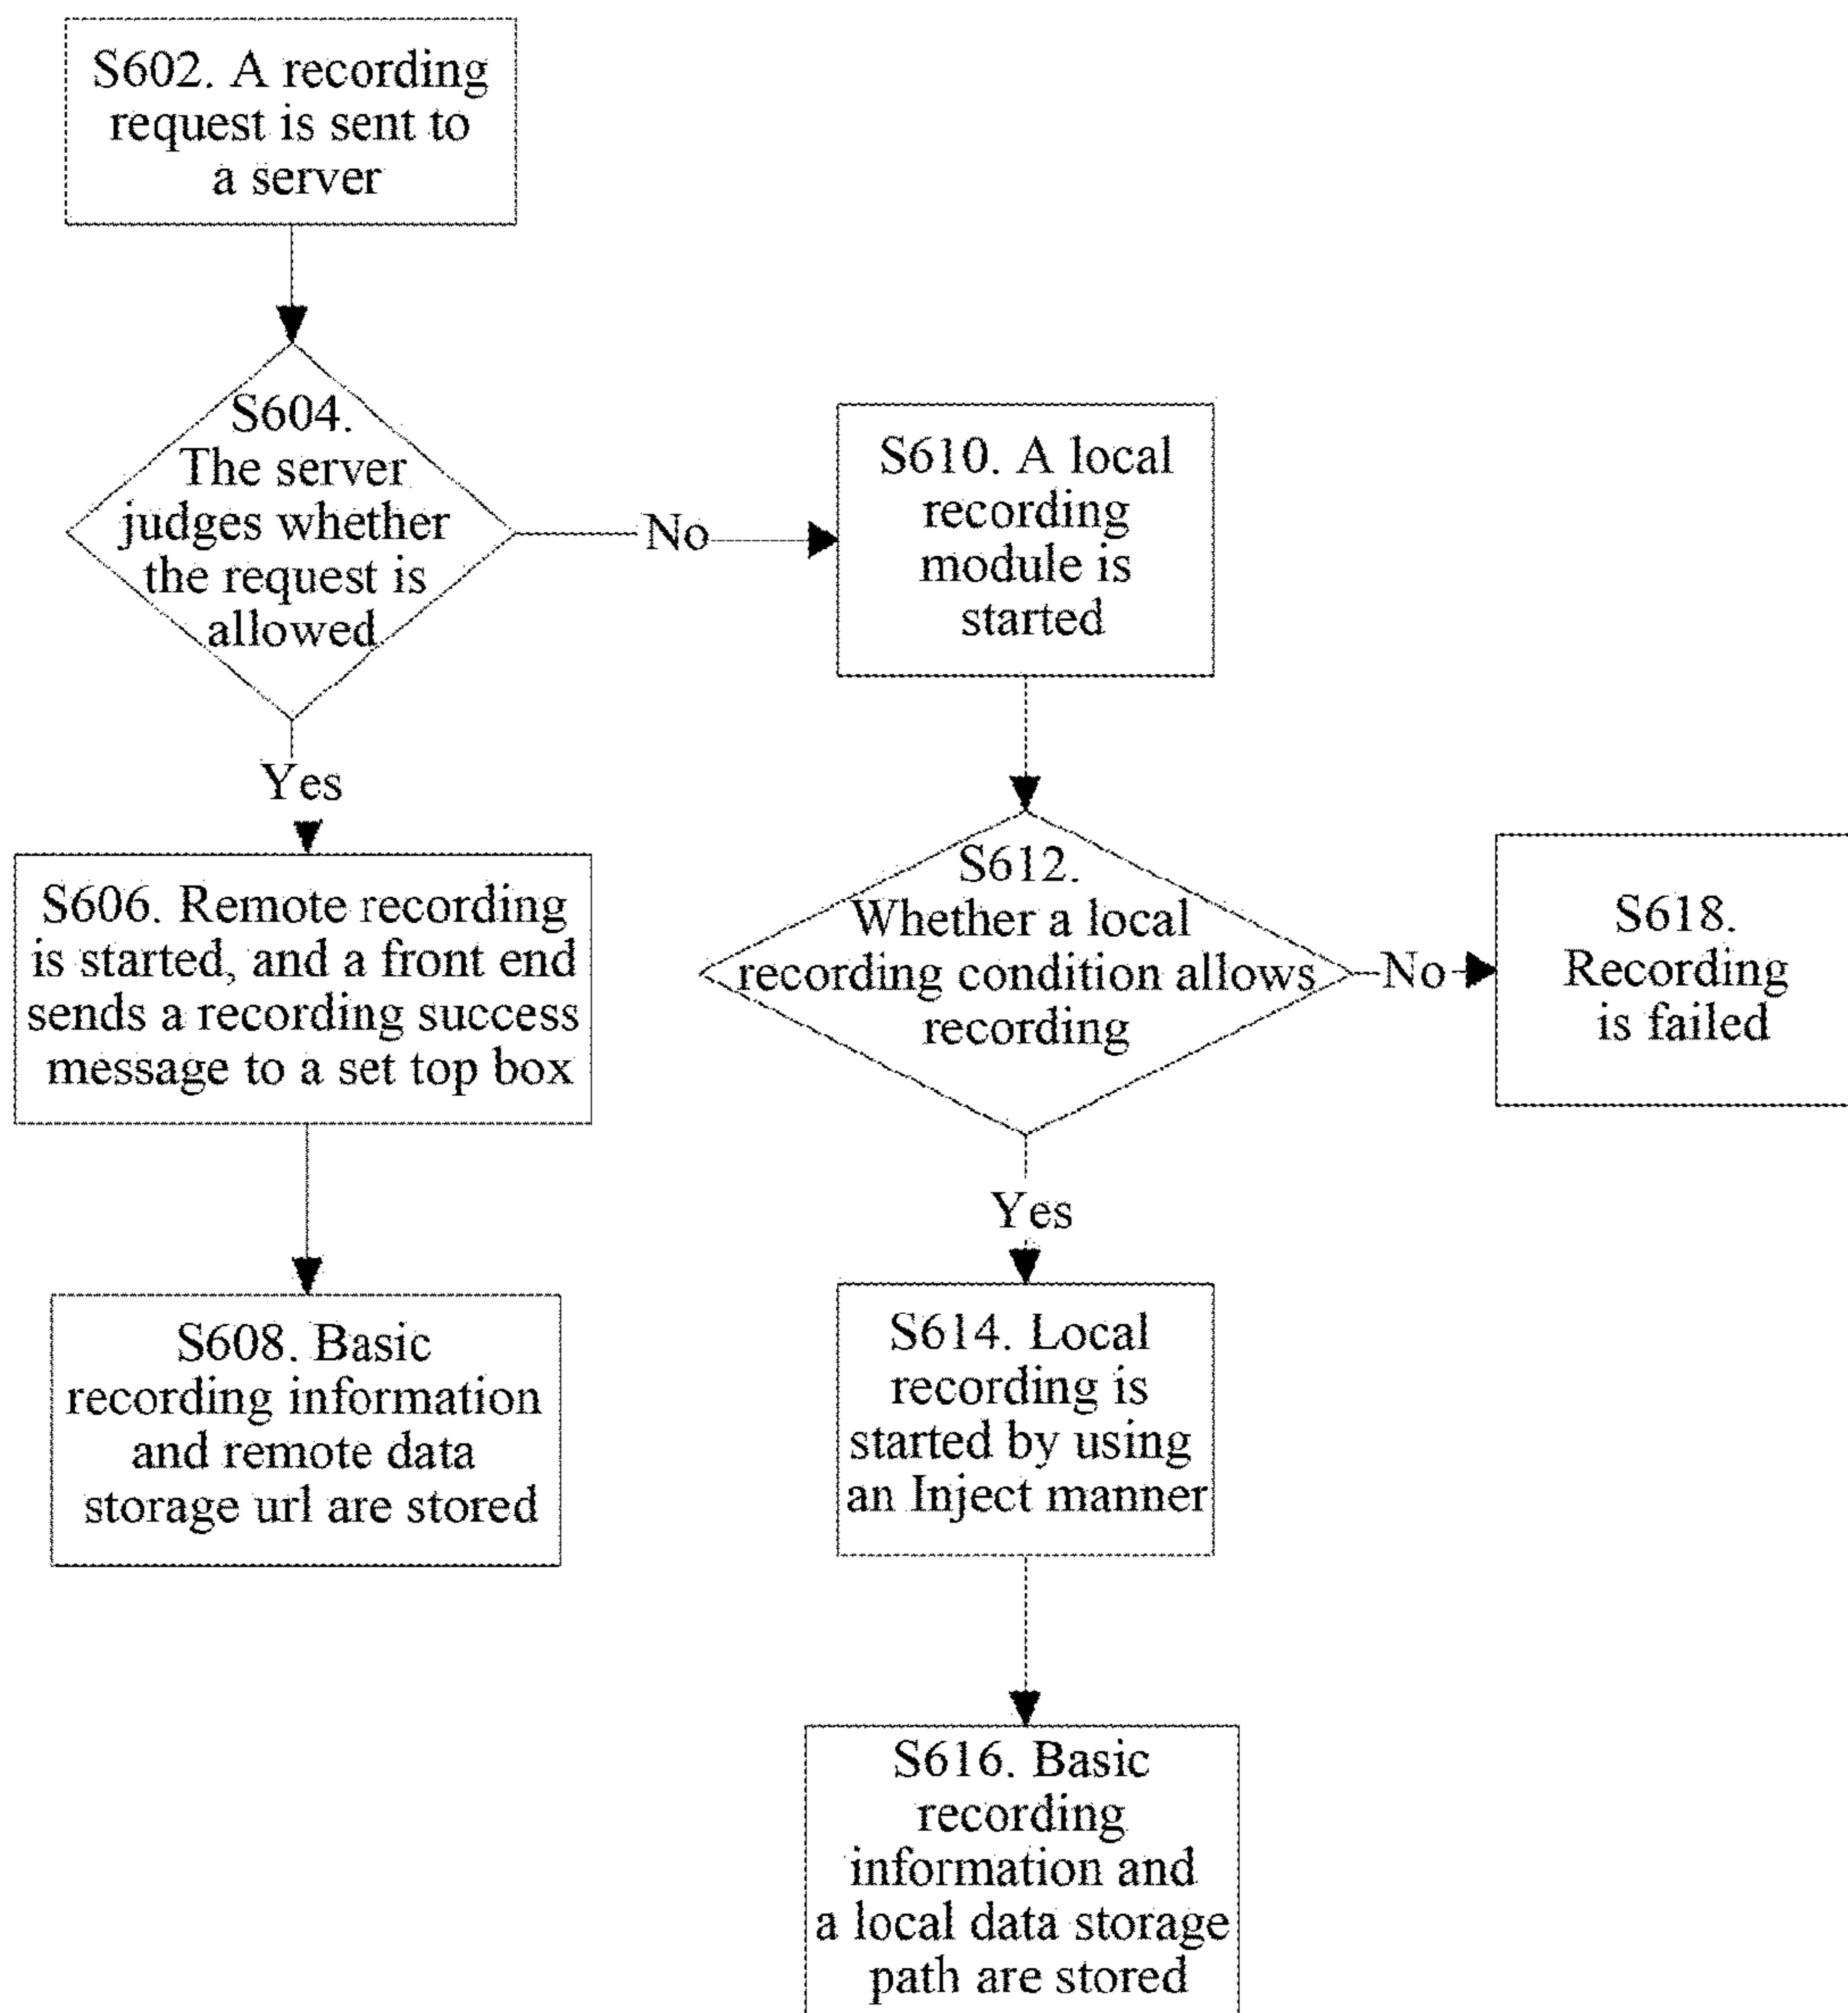 S602. A recording
request is sent to
a server
S604.
The server
judges whether
the request is
allowed
No
Yes
S606. Remote recording
is started, and a front end
sends a recording success
message to a set top box
S608. Basic
recording information
and remote data
storage url are stored
S610. A local
recording
module is
started
S612.
Whether a local
recording condition allows
recording
No
S618.
Recording
is failed
Yes
S614. Local
recording is
started by using
an Inject manner
S616. Basic
recording
information and
a local data storage
path are stored